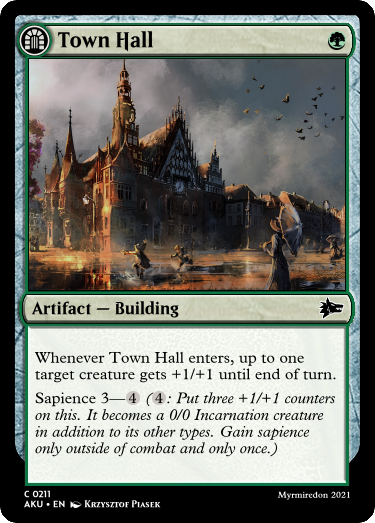 Town Hall
Artifact — Building
Whenever Town Hall enters, up to one
target creature gets +1/+1 until end of turn.
Sapience 3—4 (4: Put three +1/+1 counters
on this. It becomes a 0/0 Incarnation creature
in addition to its other types. Gain sapience
only outside of combat and only once.)
C 0211
AKU • EN Krzysztof Piasek
Myrmiredon 2021